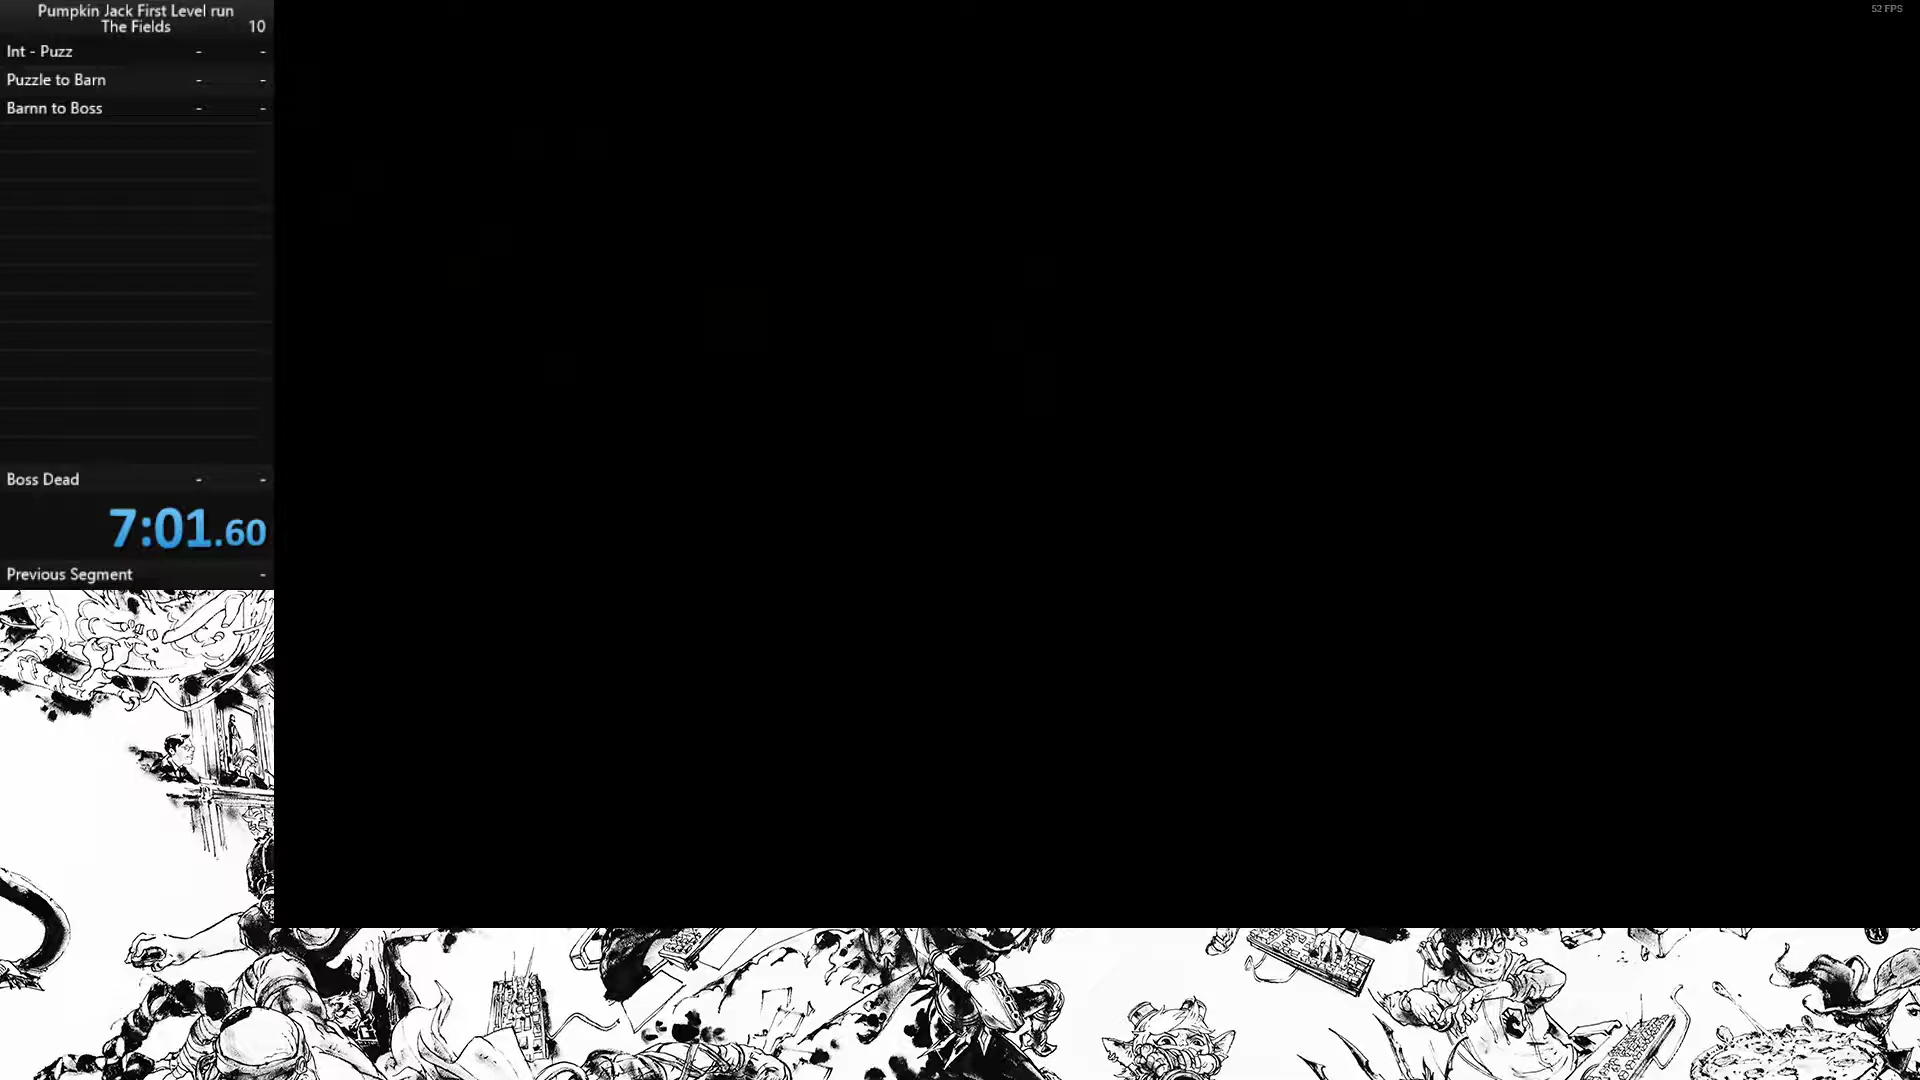 Pumpkin Jack First Level run
The Fields 10
Int - Puzz - -
Puzzle to Barn - -
Barnn to Boss - -
Boss Dead - -
7:01.60
Previous Segment -
52 FPS